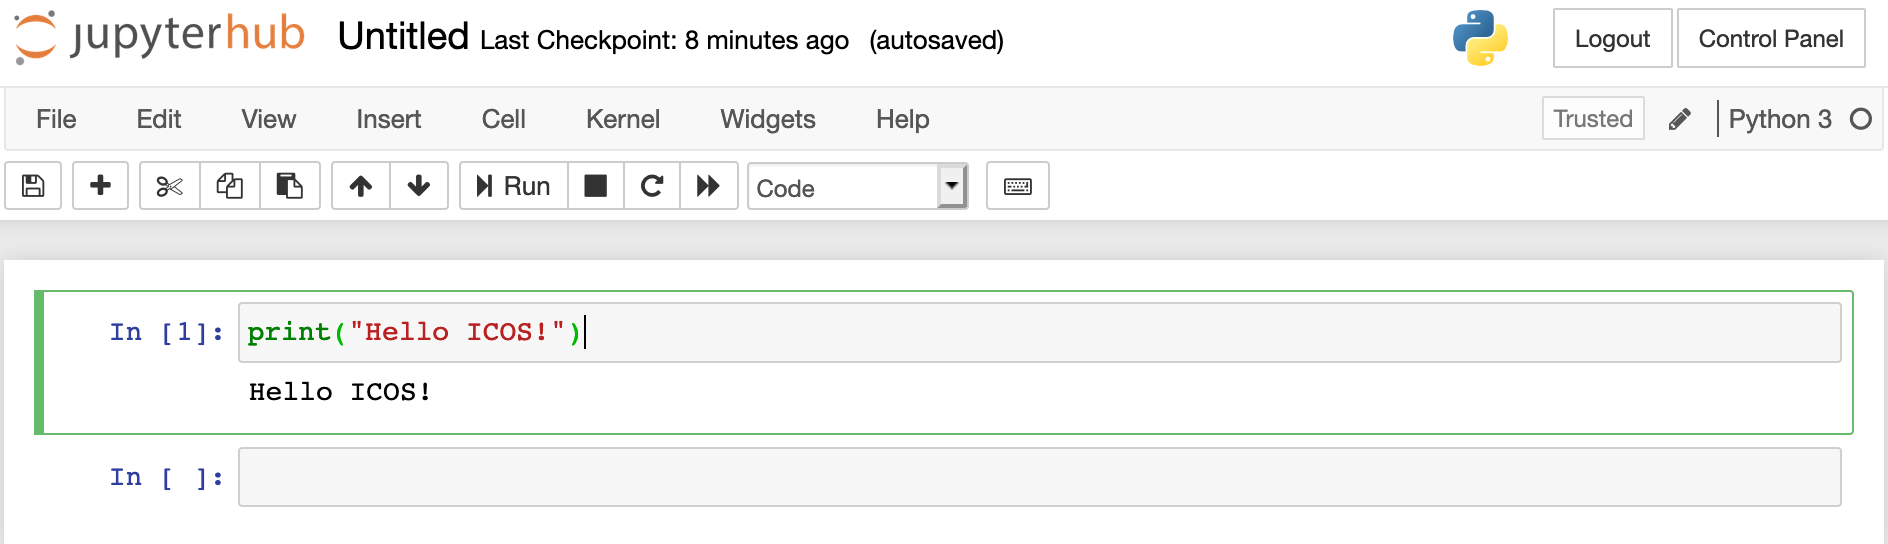 jupyterhub Untitled Last Checkpoint: 8 minutes ago (autosaved) Logout Control Panel
File Edit View Insert Cell Kernel Widgets Help Trusted Python 3
Run Code
In [1]: print("Hello ICOS!")
Hello ICOS!
In [ ]: